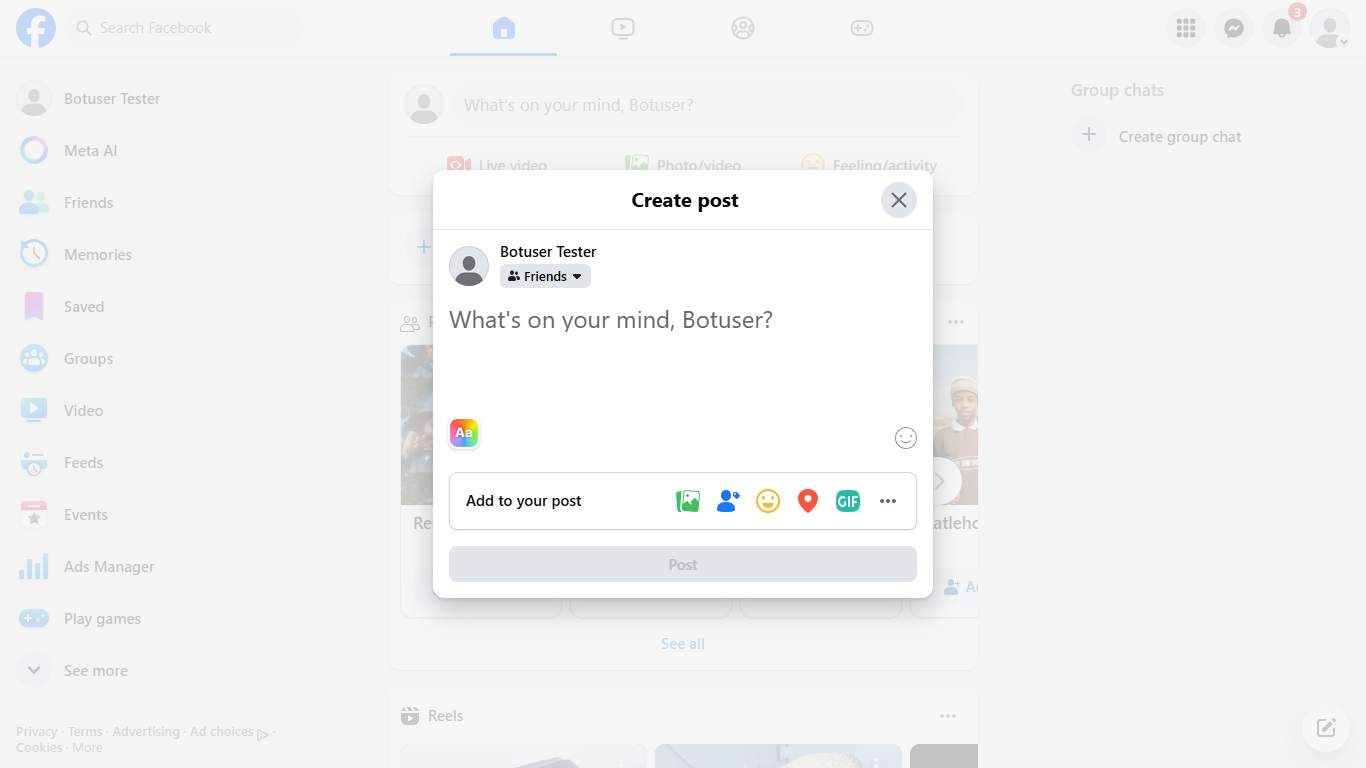 Search Facebook
3
Botuser Tester
Meta AI
Friends
Memories
Saved
Groups
Video
Feeds
Events
Ads Manager
Play games
See more
Privacy · Terms · Advertising · Ad choices ·
Cookies · More
What's on your mind, Botuser?
Live video
Photo/video
Feeling/activity
Create post
Botuser Tester
Friends
What's on your mind, Botuser?
Aa
Add to your post
GIF
Post
See all
Reels
Group chats
Create group chat